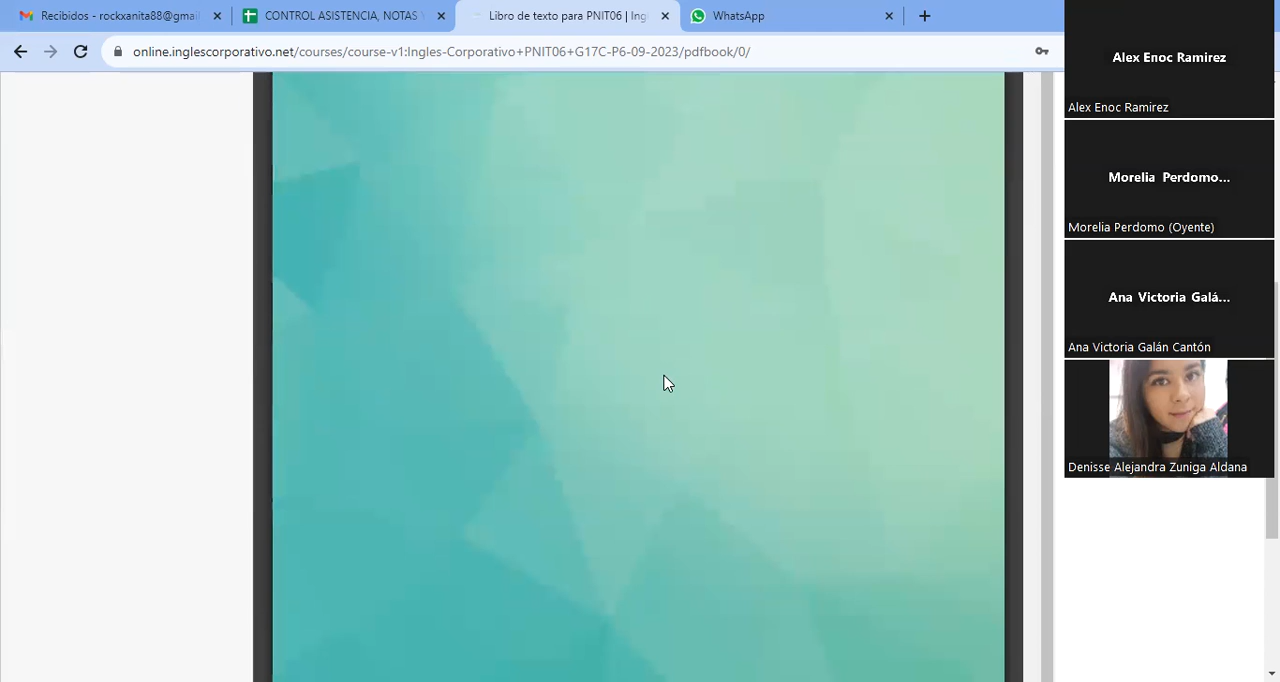 Recibidos - rockxanita88@gmail
CONTROL ASISTENCIA, NOTAS Y
Libro de texto para PNIT06 | Ing
WhatsApp
online.inglescorporativo.net/courses/course-v1:Ingles-Corporativo+PNIT06+G17C-P6-09-2023/pdfbook/0/
Alex Enoc Ramirez
Alex Enoc Ramirez
Morelia Perdomo...
Morelia Perdomo (Oyente)
Ana Victoria Galá...
Ana Victoria Galán Cantón
Denisse Alejandra Zuniga Aldana